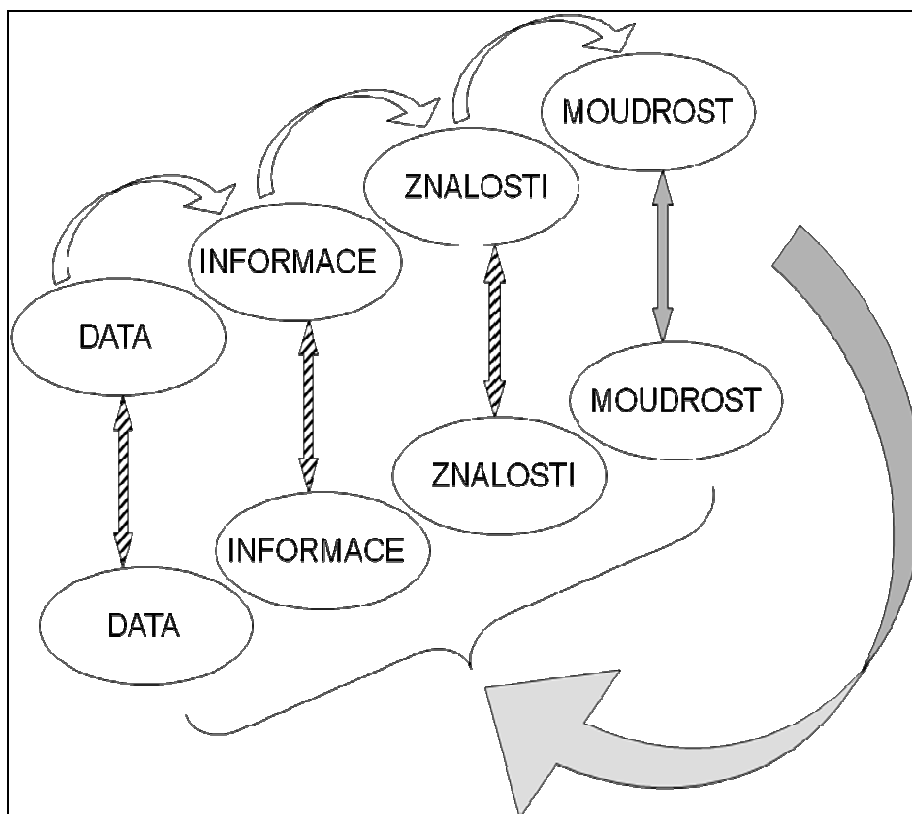 MOUDROST
ZNALOSTI
INFORMACE
DATA
MOUDROST
ZNALOSTI
INFORMACE
DATA